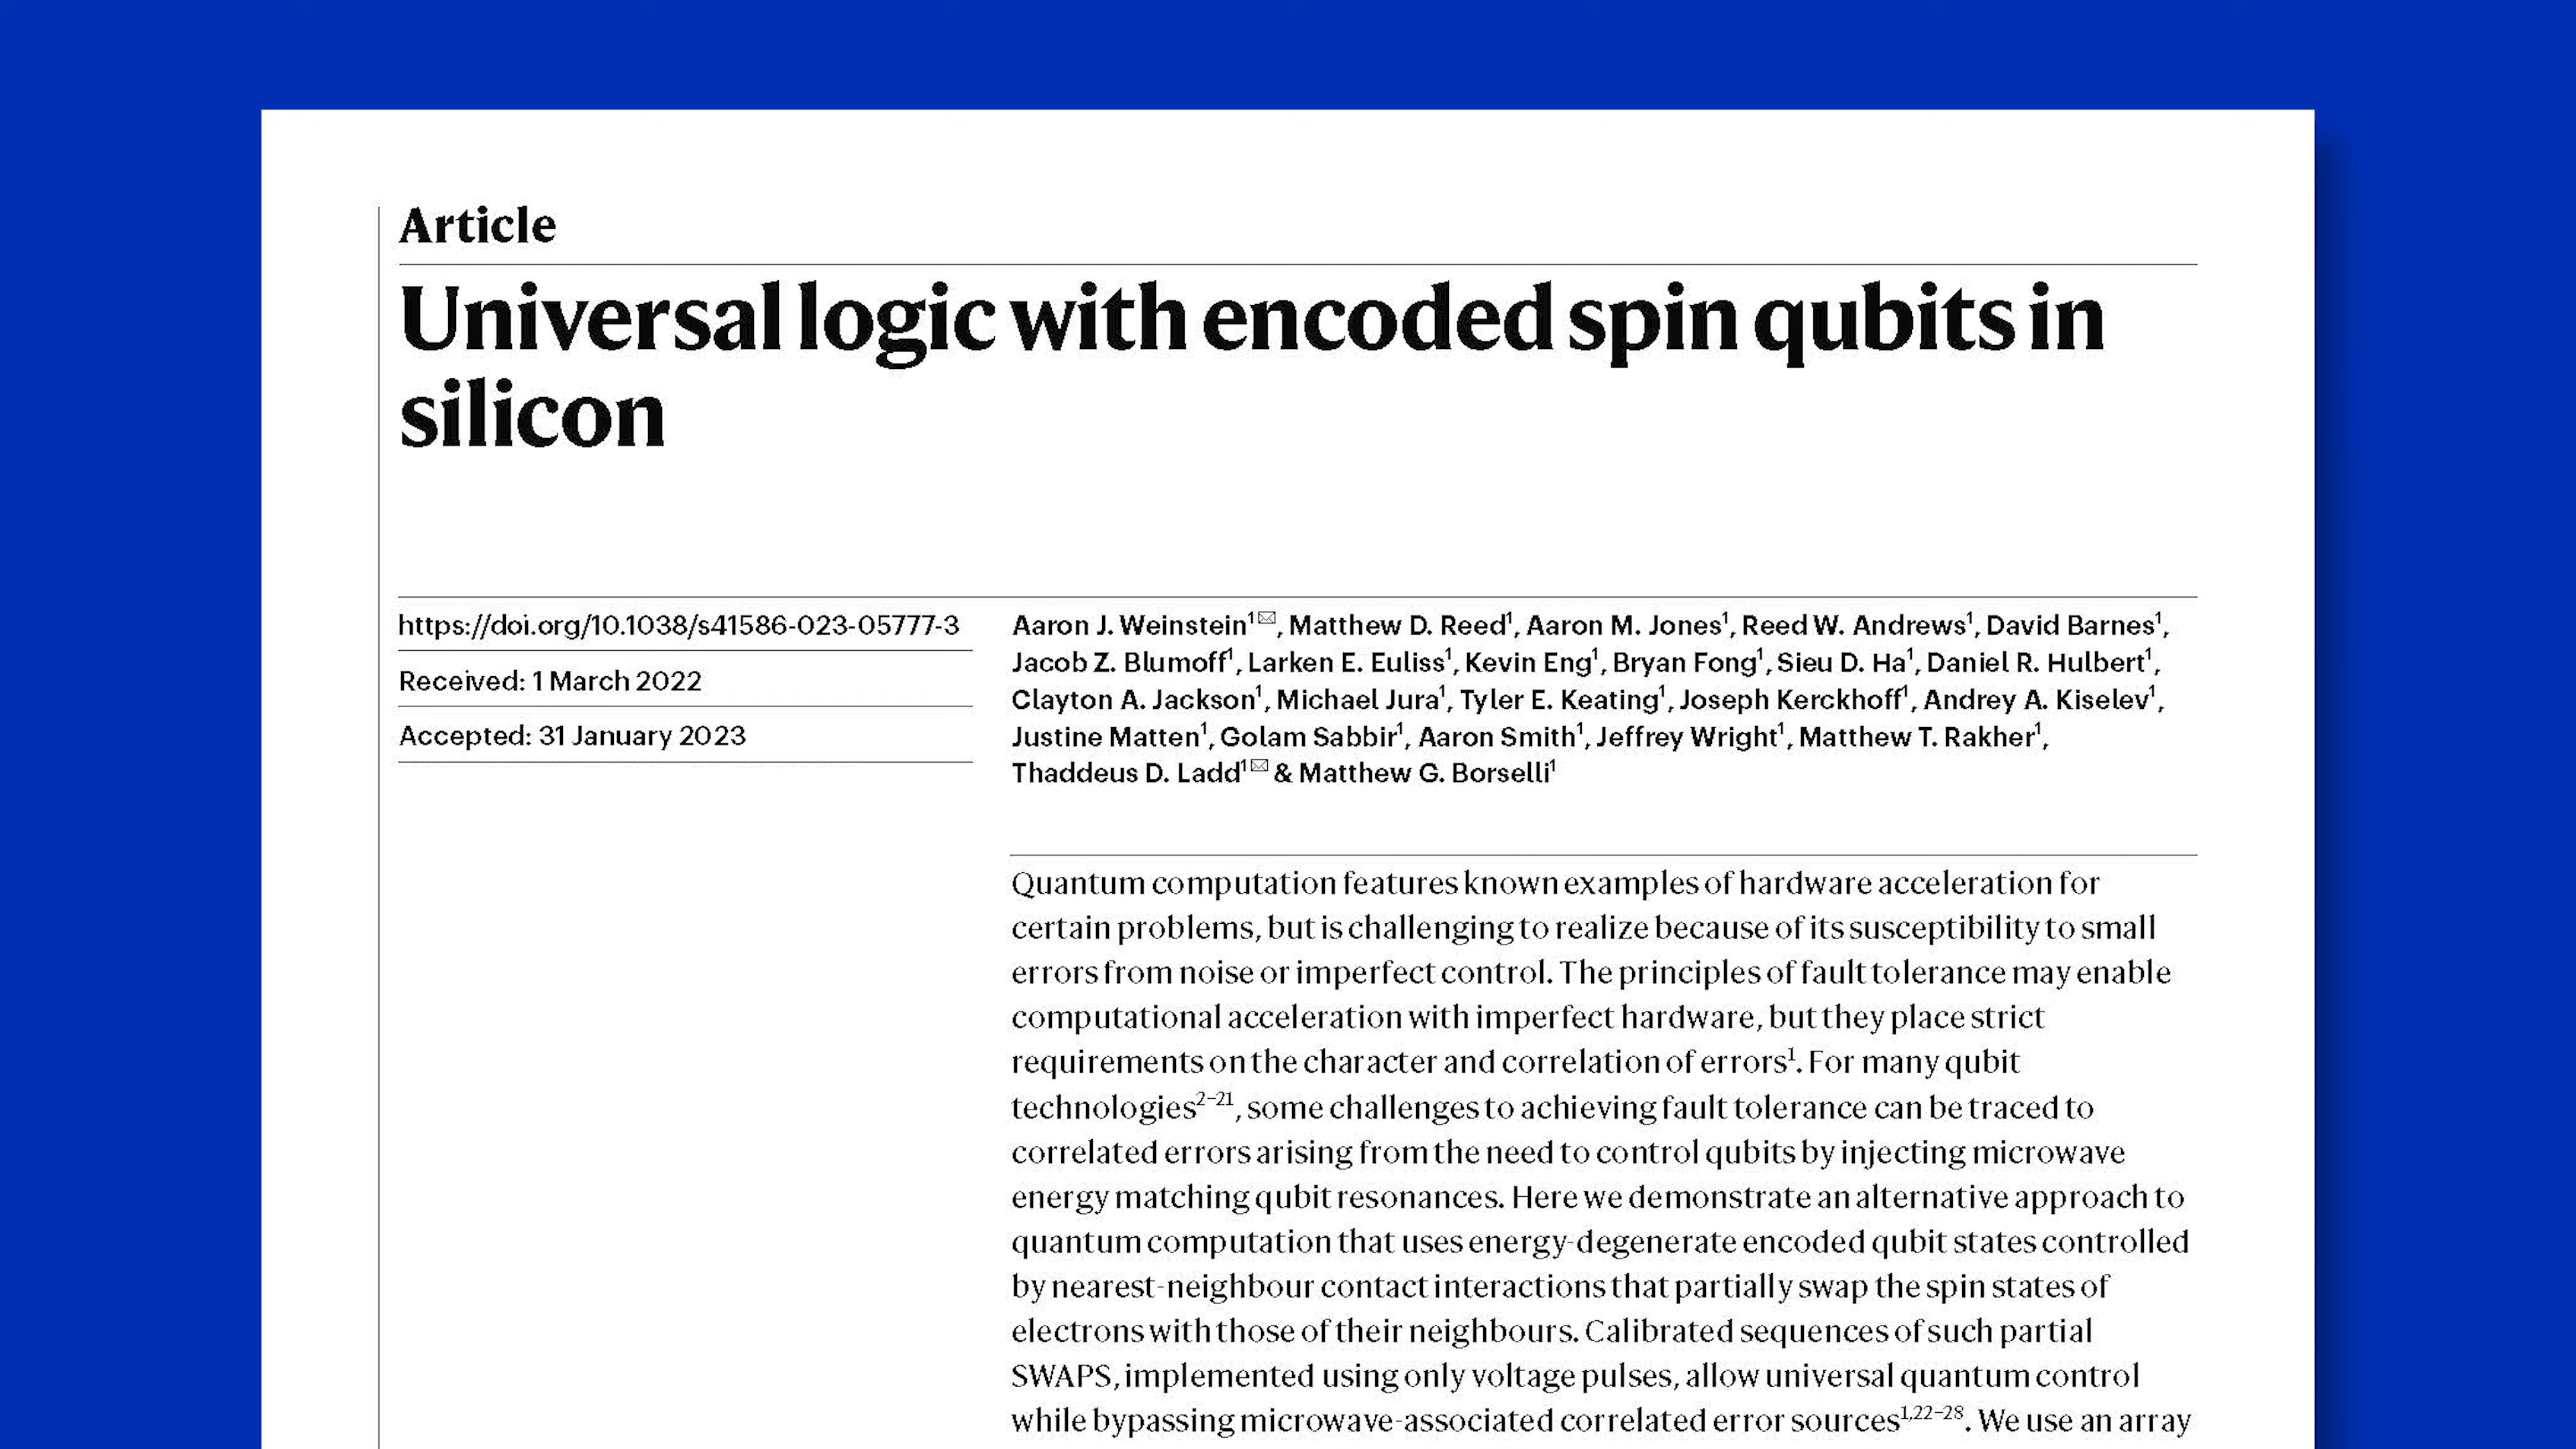 Article
Universal logic with encoded spin qubits in
silicon
https://doi.org/10.1038/s41586-023-05777-3
Received: 1 March 2022
Accepted: 31 January 2023
Aaron J. Weinstein¹✉, Matthew D. Reed¹, Aaron M. Jones¹, Reed W. Andrews¹, David Barnes¹,
Jacob Z. Blumoff¹, Larken E. Euliss¹, Kevin Eng¹, Bryan Fong¹, Sieu D. Ha¹, Daniel R. Hulbert¹,
Clayton A. Jackson¹, Michael Jura¹, Tyler E. Keating¹, Joseph Kerckhoff¹, Andrey A. Kiselev¹,
Justine Matten¹, Golam Sabbir¹, Aaron Smith¹, Jeffrey Wright¹, Matthew T. Rakher¹,
Thaddeus D. Ladd¹✉ & Matthew G. Borselli¹
Quantum computation features known examples of hardware acceleration for
certain problems, but is challenging to realize because of its susceptibility to small
errors from noise or imperfect control. The principles of fault tolerance may enable
computational acceleration with imperfect hardware, but they place strict
requirements on the character and correlation of errors¹. For many qubit
technologies²⁻²¹, some challenges to achieving fault tolerance can be traced to
correlated errors arising from the need to control qubits by injecting microwave
energy matching qubit resonances. Here we demonstrate an alternative approach to
quantum computation that uses energy-degenerate encoded qubit states controlled
by nearest-neighbour contact interactions that partially swap the spin states of
electrons with those of their neighbours. Calibrated sequences of such partial
SWAPS, implemented using only voltage pulses, allow universal quantum control
while bypassing microwave-associated correlated error sources¹,²²⁻²⁸. We use an array